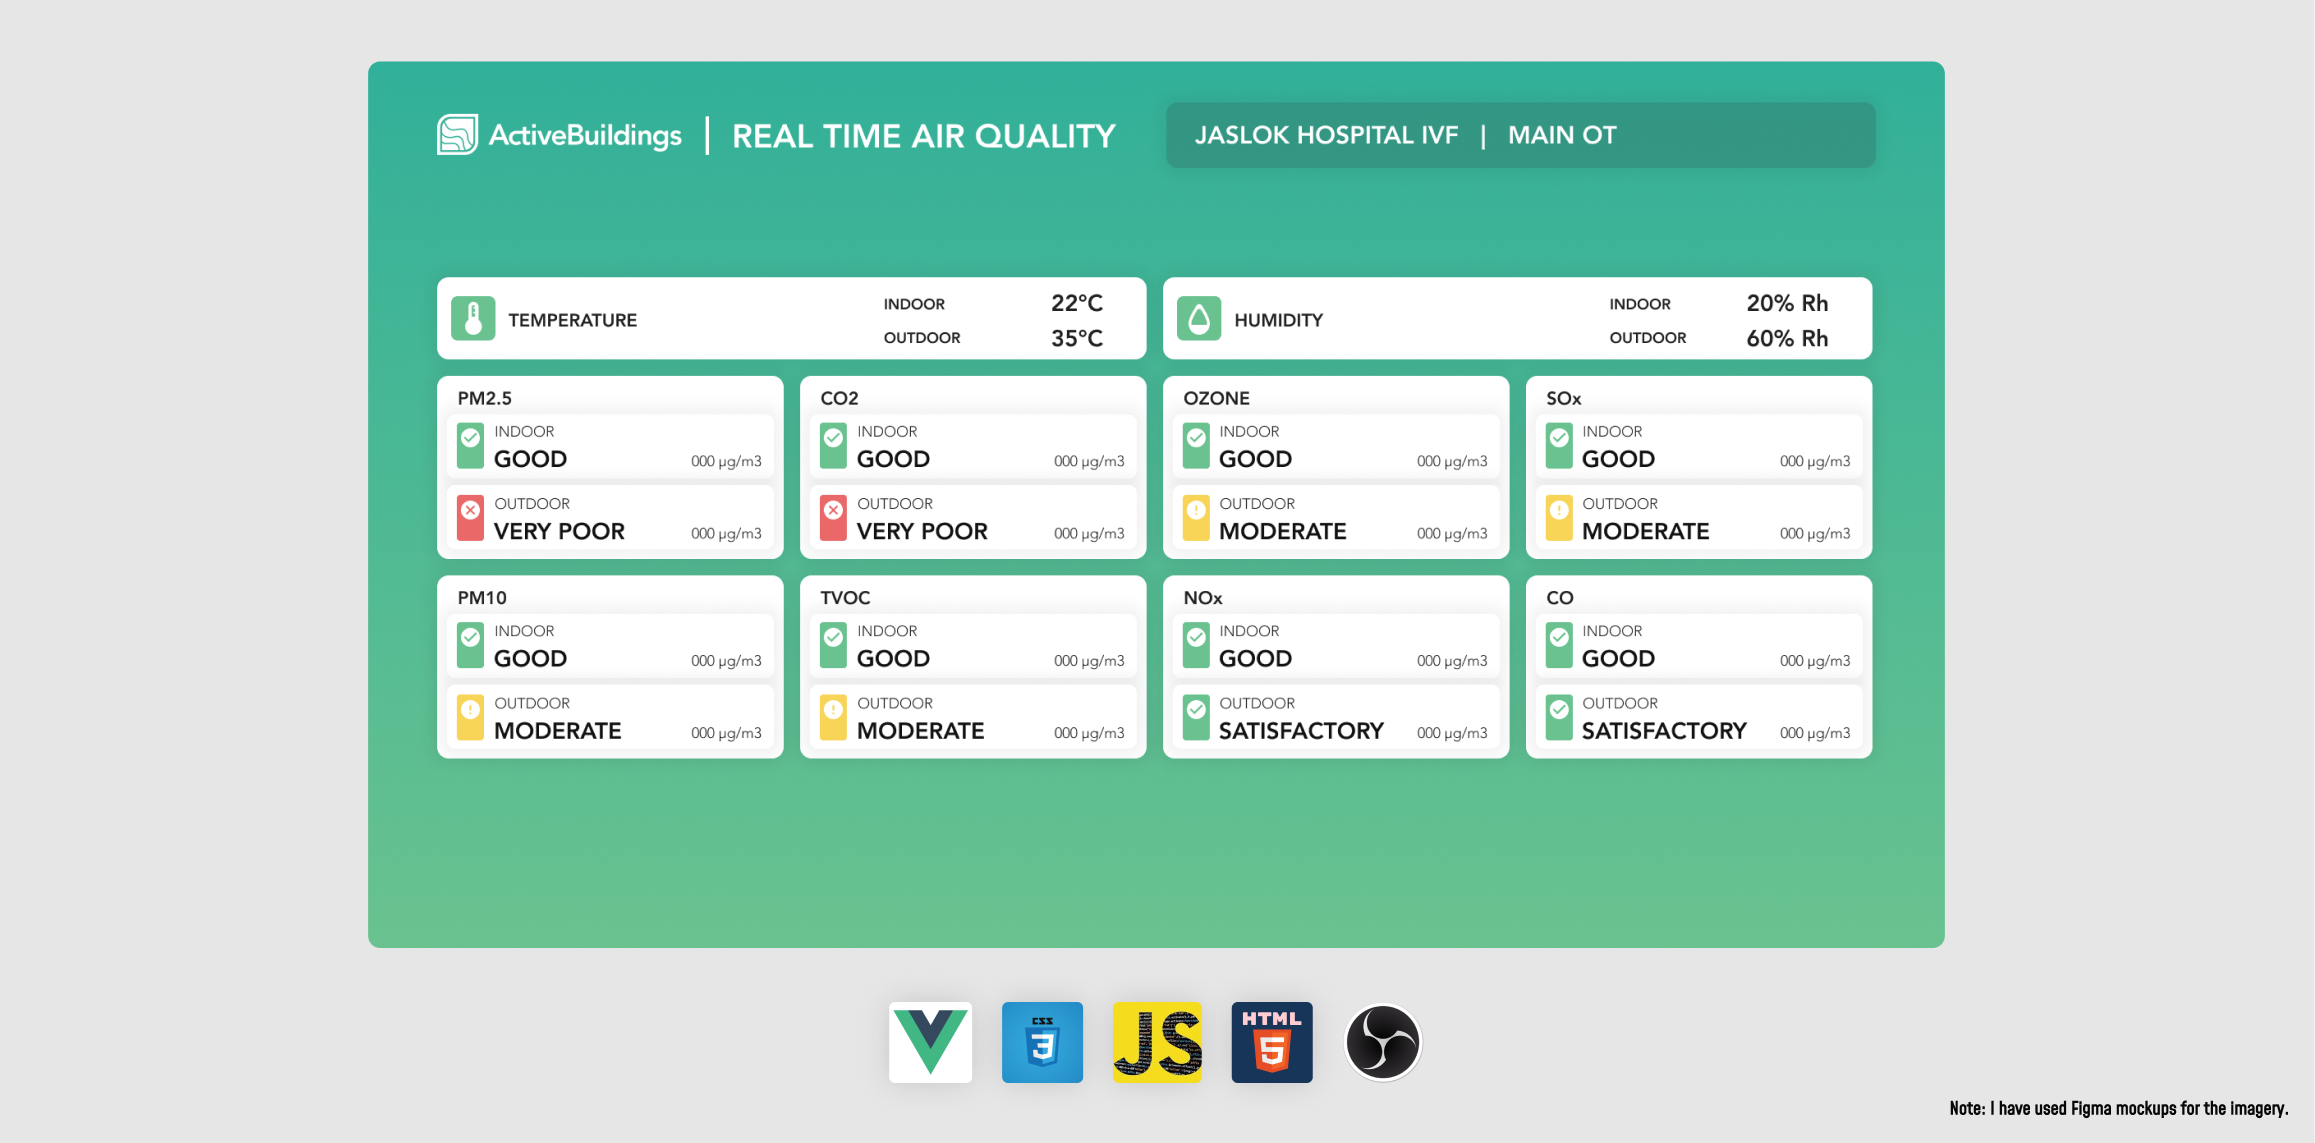 ActiveBuildings | REAL TIME AIR QUALITY
JASLOK HOSPITAL IVF | MAIN OT
TEMPERATURE
INDOOR 22°C
OUTDOOR 35°C
HUMIDITY
INDOOR 20% Rh
OUTDOOR 60% Rh
PM2.5
INDOOR
GOOD 000 µg/m3
OUTDOOR
VERY POOR 000 µg/m3
CO2
INDOOR
GOOD 000 µg/m3
OUTDOOR
VERY POOR 000 µg/m3
OZONE
INDOOR
GOOD 000 µg/m3
OUTDOOR
MODERATE 000 µg/m3
SOx
INDOOR
GOOD 000 µg/m3
OUTDOOR
MODERATE 000 µg/m3
PM10
INDOOR
GOOD 000 µg/m3
OUTDOOR
MODERATE 000 µg/m3
TVOC
INDOOR
GOOD 000 µg/m3
OUTDOOR
MODERATE 000 µg/m3
NOx
INDOOR
GOOD 000 µg/m3
OUTDOOR
SATISFACTORY 000 µg/m3
CO
INDOOR
GOOD 000 µg/m3
OUTDOOR
SATISFACTORY 000 µg/m3
CSS
3
JS
HTML
5
Note: I have used Figma mockups for the imagery.